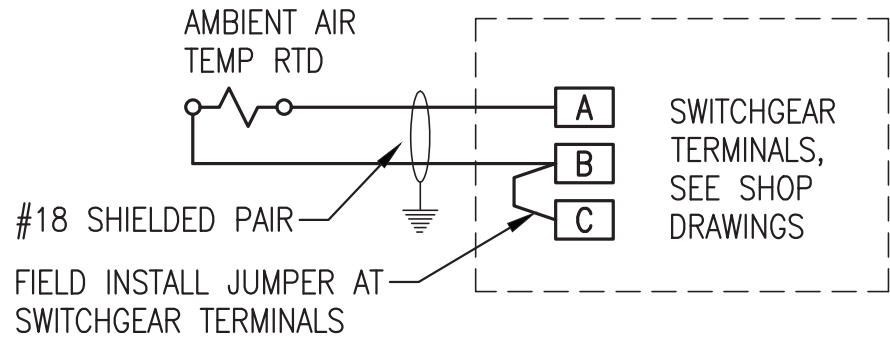 AMBIENT AIR
TEMP RTD
A
B
C
SWITCHGEAR
TERMINALS,
SEE SHOP
DRAWINGS
#18 SHIELDED PAIR
FIELD INSTALL JUMPER AT
SWITCHGEAR TERMINALS